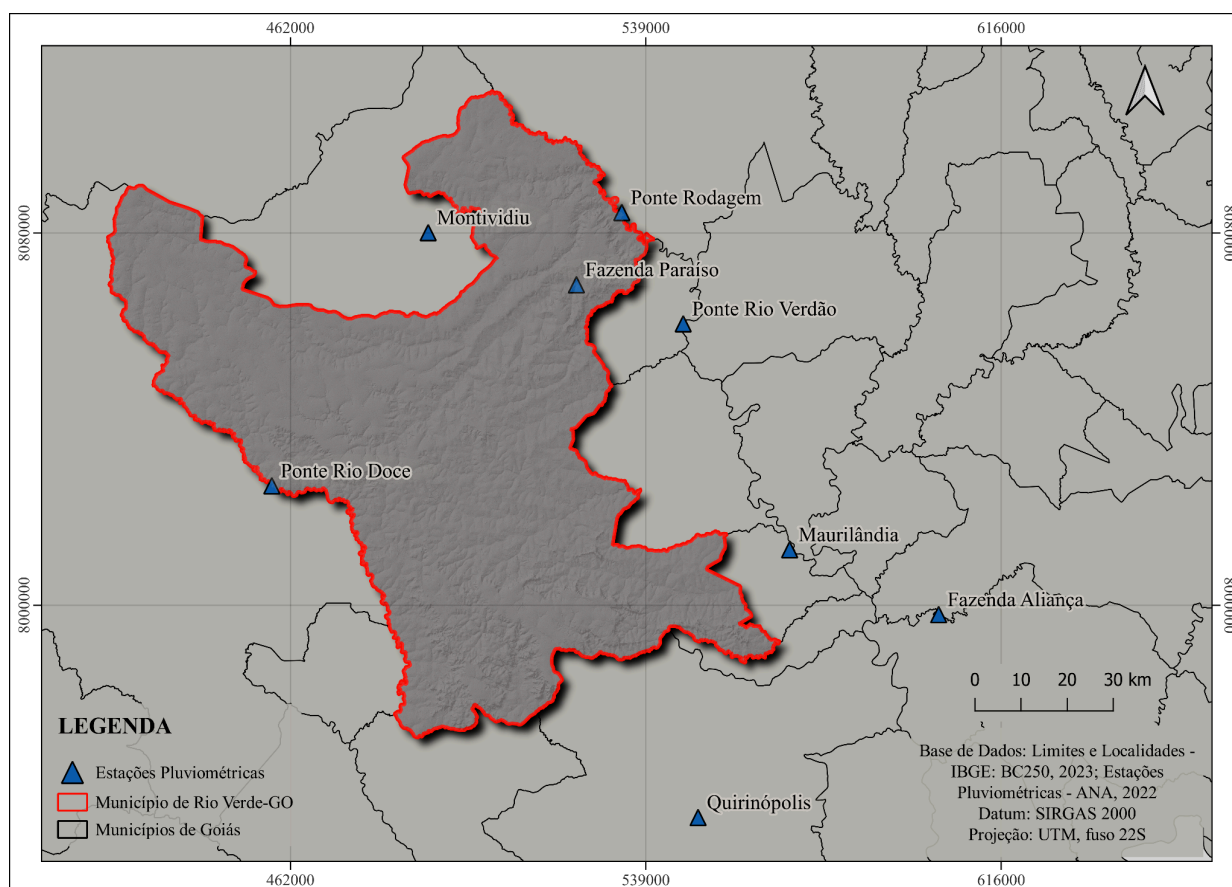 462000
539000
616000
Ponte Rodagem
Montividiu
8080000
8080000
Fazenda Paraíso
Ponte Rio Verdão
Ponte Rio Doce
Maurilândia
Fazenda Aliança
8000000
8000000
0 10 20 30 km
LEGENDA
Estações Pluviométricas
Município de Rio Verde-GO
Municípios de Goiás
Base de Dados: Limites e Localidades -
IBGE: BC250, 2023; Estações
Pluviométricas - ANA, 2022
Datum: SIRGAS 2000
Projeção: UTM, fuso 22S
Quirinópolis
462000
539000
616000